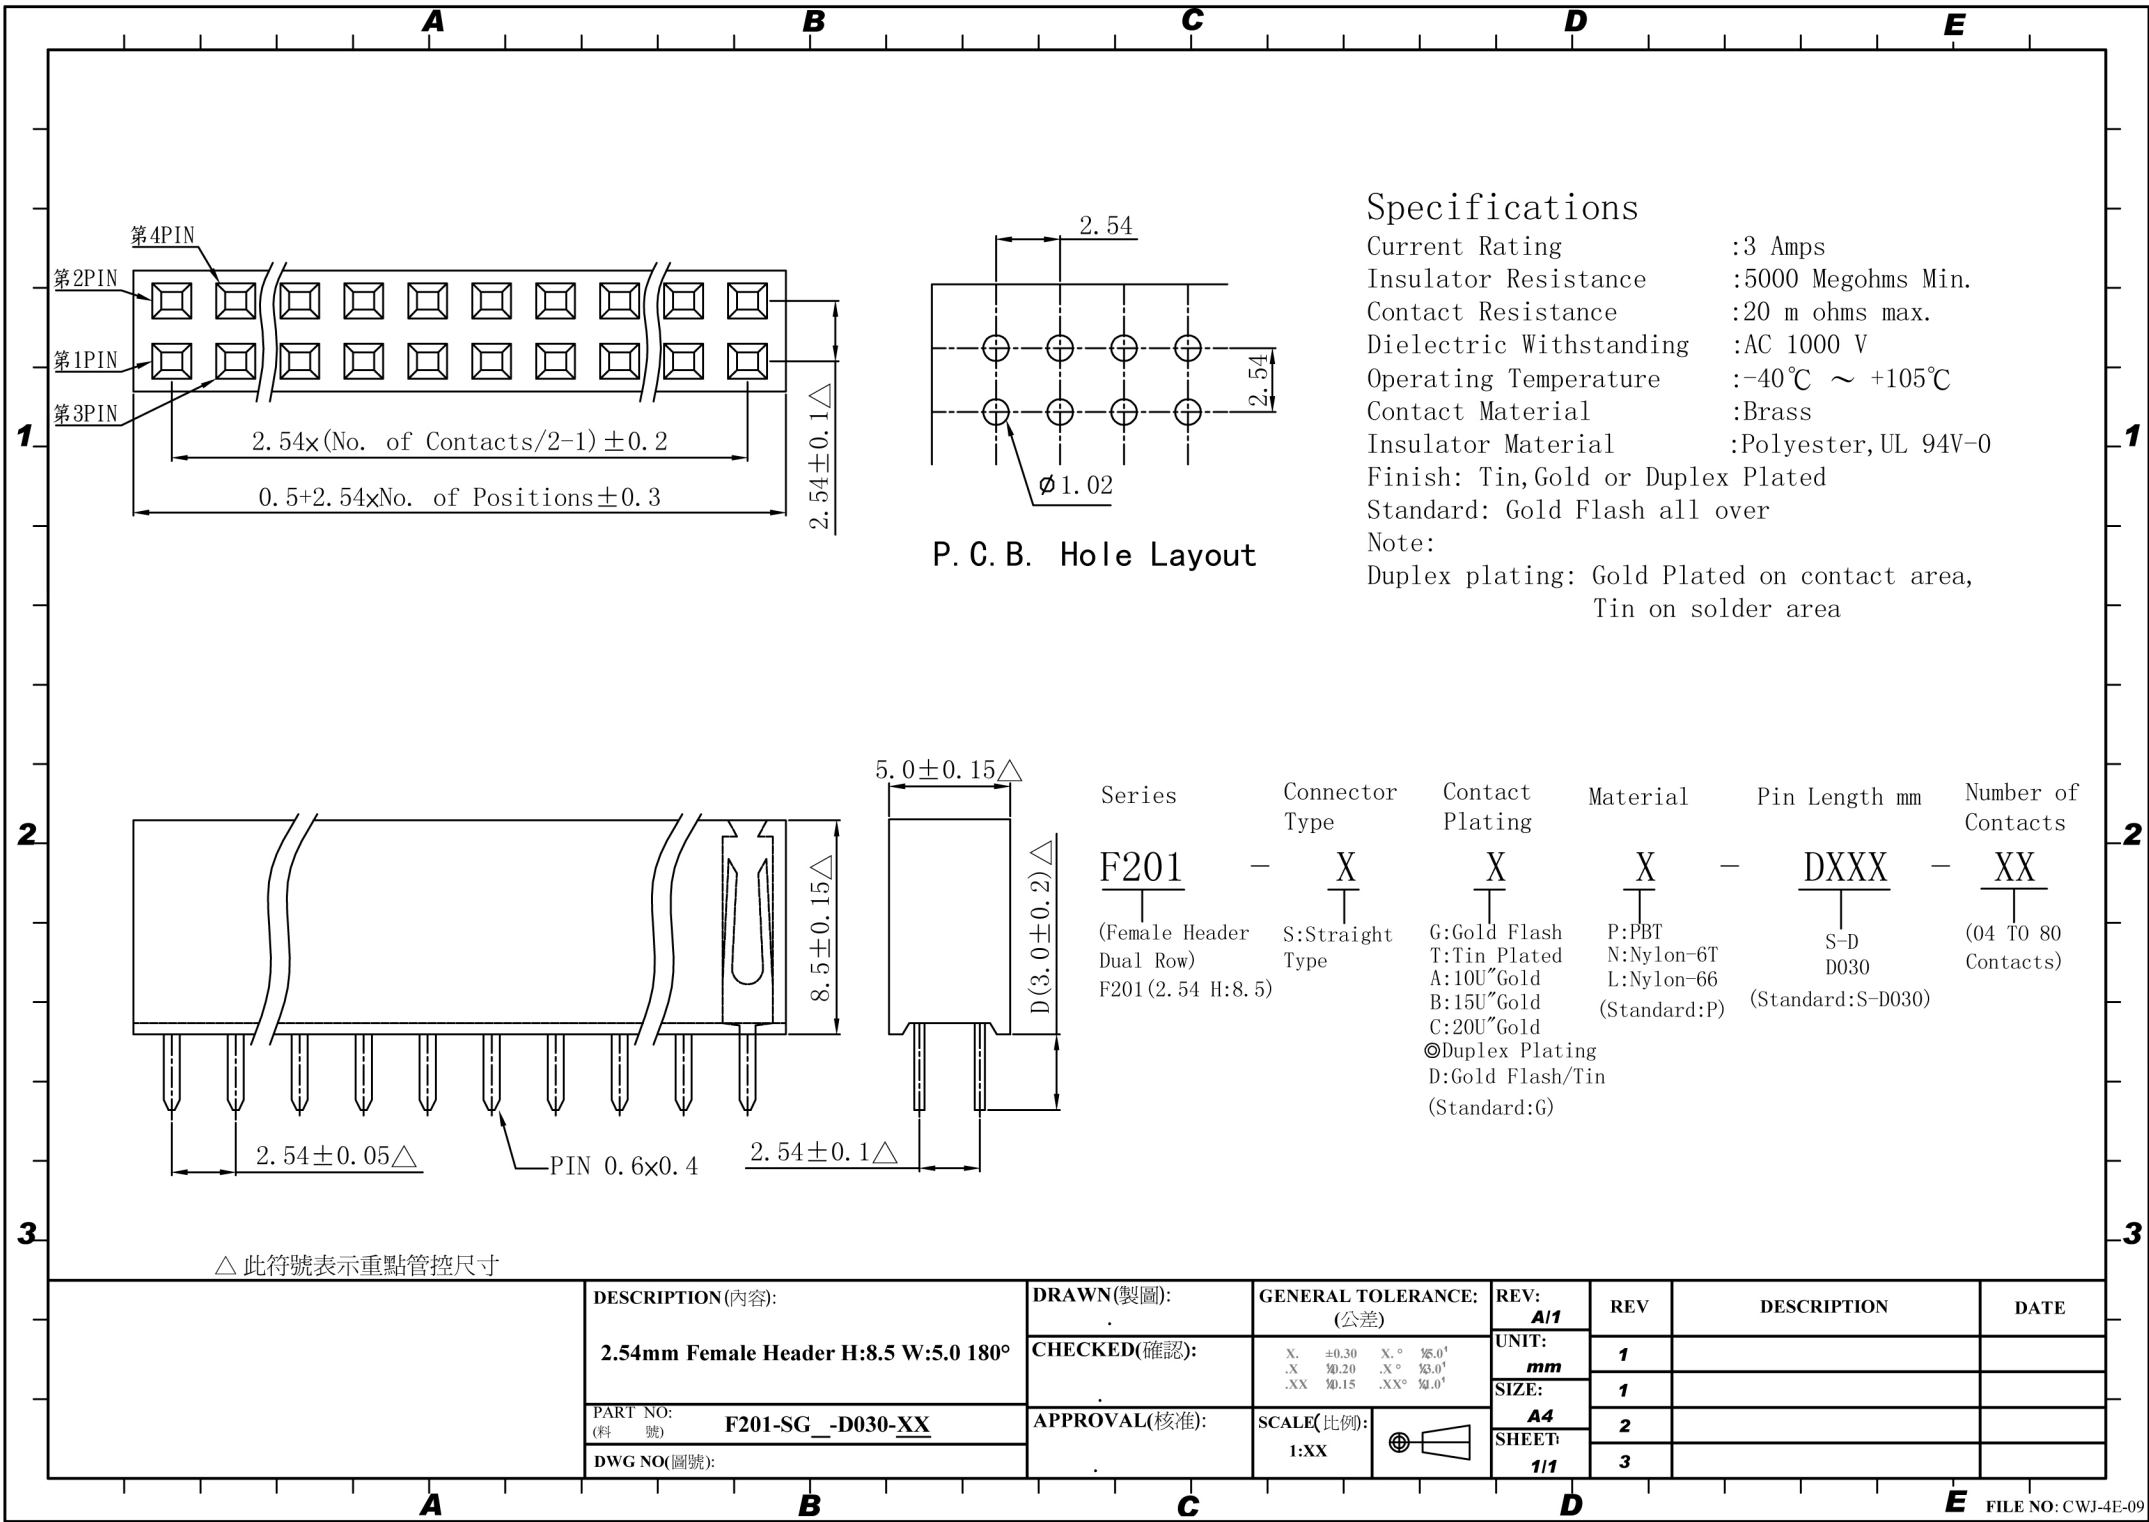 A B C D E
第4PIN
第2PIN
第1PIN
第3PIN
2.54x(No. of Contacts/2-1)±0.2
0.5+2.54xNo. of Positions±0.3
2.54±0.1△
2.54
2.54
Ø1.02
P.C.B. Hole Layout
Specifications
Current Rating :3 Amps
Insulator Resistance :5000 Megohms Min.
Contact Resistance :20 m ohms max.
Dielectric Withstanding :AC 1000 V
Operating Temperature :-40℃ ～ +105℃
Contact Material :Brass
Insulator Material :Polyester,UL 94V-0
Finish: Tin,Gold or Duplex Plated
Standard: Gold Flash all over
Note:
Duplex plating: Gold Plated on contact area,
Tin on solder area
1 1
2 2
3 3
8.5±0.15△
5.0±0.15△
D(3.0±0.2)△
2.54±0.05△
PIN 0.6x0.4
2.54±0.1△
Series
Connector
Type
Contact
Plating
Material
Pin Length mm
Number of
Contacts
F201 - X X X - DXXX - XX
(Female Header
Dual Row)
F201(2.54 H:8.5)
S:Straight
Type
G:Gold Flash
T:Tin Plated
A:10U″Gold
B:15U″Gold
C:20U″Gold
◎Duplex Plating
D:Gold Flash/Tin
(Standard:G)
P:PBT
N:Nylon-6T
L:Nylon-66
(Standard:P)
S-D
D030
(Standard:S-D030)
(04 TO 80
Contacts)
△ 此符號表示重點管控尺寸
DESCRIPTION(內容):
2.54mm Female Header H:8.5 W:5.0 180°
PART NO:
(料 號)
F201-SG_-D030-XX
DWG NO(圖號):
DRAWN(製圖):
.
CHECKED(確認):
.
APPROVAL(核准):
.
GENERAL TOLERANCE:
(公差)
X. ±0.30 X.°
.X .X°
.XX .XX°
SCALE(比例):
1:XX
REV:
A/1
UNIT:
mm
SIZE:
A4
SHEET:
1/1
REV DESCRIPTION DATE
1
1
2
3
A B C D E
FILE NO: CWJ-4E-09